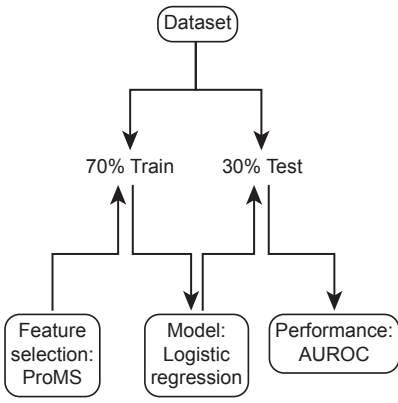 Dataset
70% Train
30% Test
Feature
selection:
ProMS
Model:
Logistic
regression
Performance:
AUROC